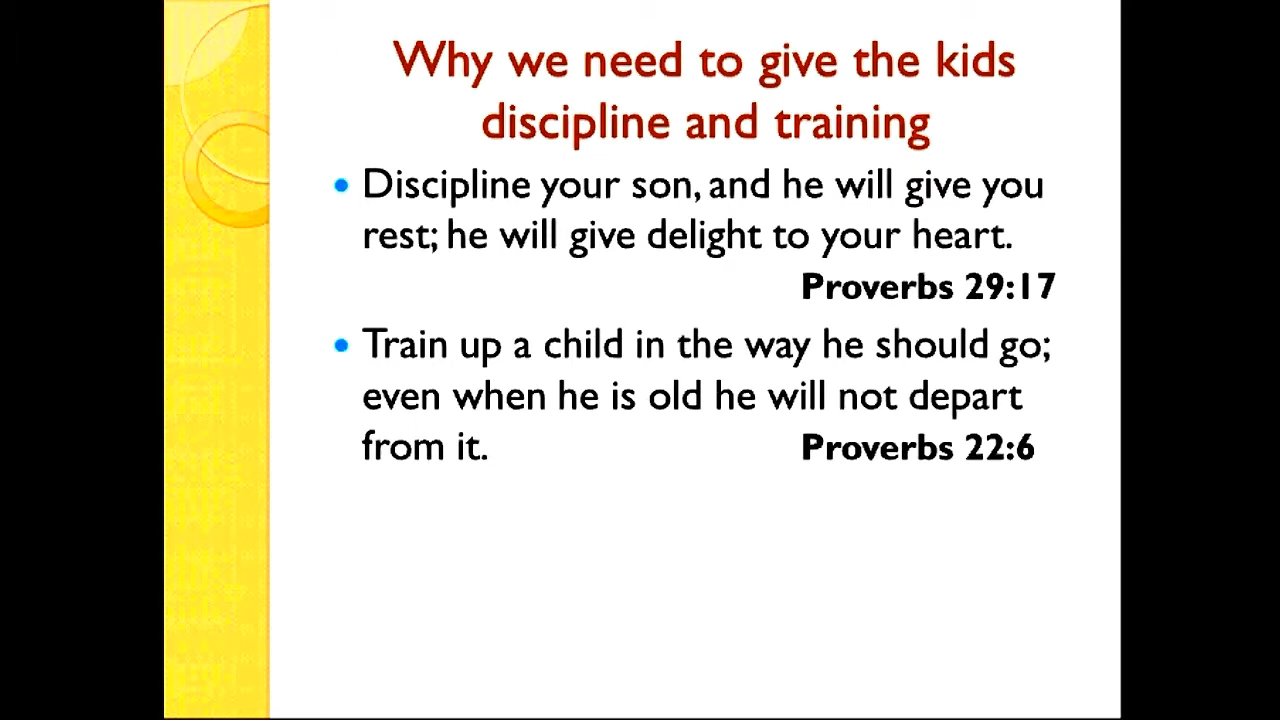 Why we need to give the kids
discipline and training
• Discipline your son, and he will give you
rest; he will give delight to your heart.
Proverbs 29:17
• Train up a child in the way he should go;
even when he is old he will not depart
from it. Proverbs 22:6